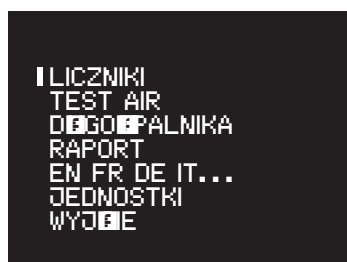 LICZNIKI
TEST AIR
RAPORT
EN FR DE IT...
JEDNOSTKI